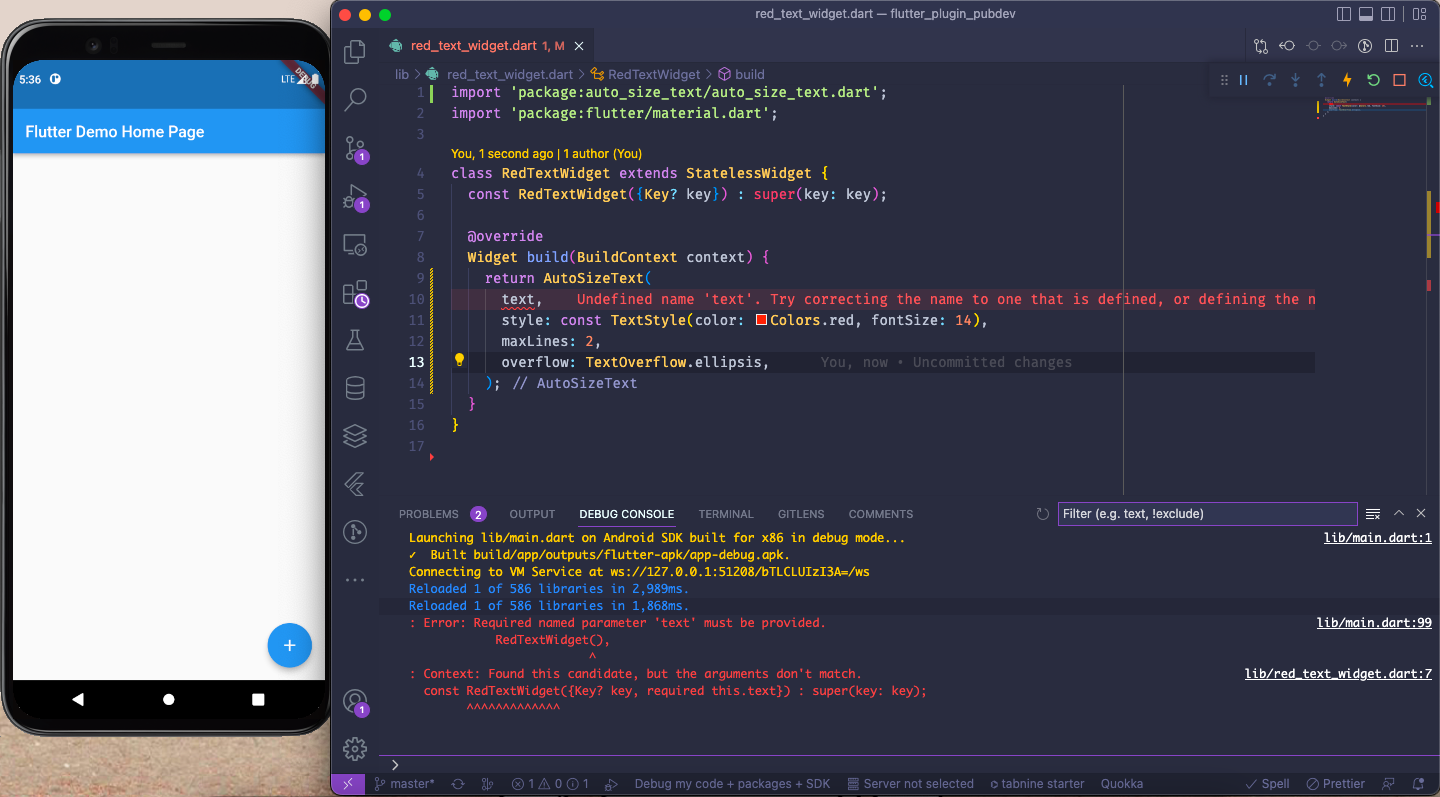 5:36
LTE
DEBUG
Flutter Demo Home Page
red_text_widget.dart — flutter_plugin_pubdev
red_text_widget.dart 1, M
lib > red_text_widget.dart > RedTextWidget > build
1 import 'package:auto_size_text/auto_size_text.dart';
2 import 'package:flutter/material.dart';
3
You, 1 second ago | 1 author (You)
4 class RedTextWidget extends StatelessWidget {
5 const RedTextWidget({Key? key}) : super(key: key);
6
7 @override
8 Widget build(BuildContext context) {
9 return AutoSizeText(
10 text, Undefined name 'text'. Try correcting the name to one that is defined, or defining the n
11 style: const TextStyle(color: Colors.red, fontSize: 14),
12 maxLines: 2,
13 overflow: TextOverflow.ellipsis, You, now • Uncommitted changes
14 ); // AutoSizeText
15 }
16 }
17
1
1
1
PROBLEMS 2 OUTPUT DEBUG CONSOLE TERMINAL GITLENS COMMENTS Filter (e.g. text, !exclude)
Launching lib/main.dart on Android SDK built for x86 in debug mode... lib/main.dart:1
✓ Built build/app/outputs/flutter-apk/app-debug.apk.
Connecting to VM Service at ws://127.0.0.1:51208/bTLCLUIzI3A=/ws
Reloaded 1 of 586 libraries in 2,989ms.
Reloaded 1 of 586 libraries in 1,868ms.
: Error: Required named parameter 'text' must be provided. lib/main.dart:99
RedTextWidget(),
^
: Context: Found this candidate, but the arguments don't match. lib/red_text_widget.dart:7
const RedTextWidget({Key? key, required this.text}) : super(key: key);
^^^^^^^^^^^^^
master* 1 0 1 Debug my code + packages + SDK Server not selected tabnine starter Quokka Spell Prettier